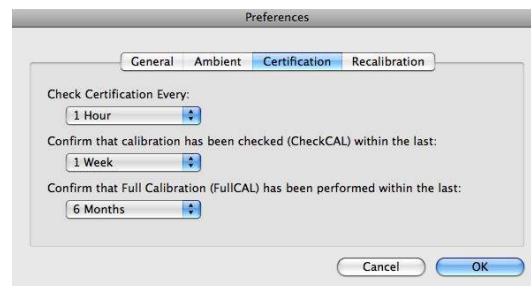 Preferences
General Ambient Certification Recalibration
Check Certification Every:
1 Hour
Confirm that calibration has been checked (CheckCAL) within the last:
1 Week
Confirm that Full Calibration (FullCAL) has been performed within the last:
6 Months
Cancel OK